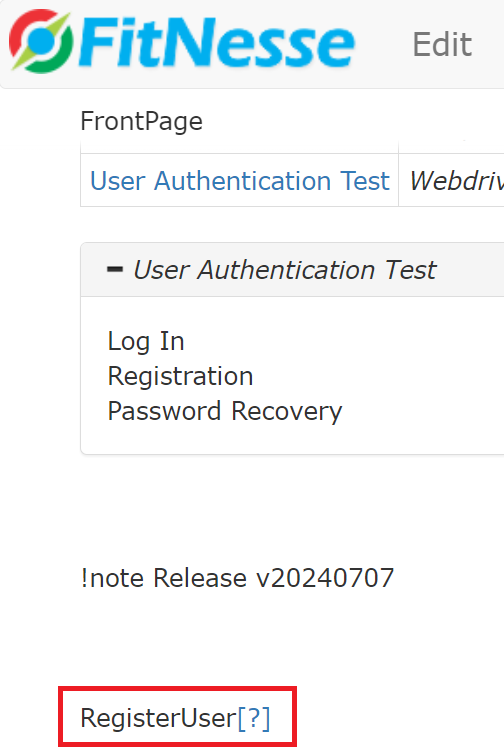 FitNesse Edit
FrontPage
User Authentication Test Webdriv
User Authentication Test
Log In
Registration
Password Recovery
!note Release v20240707
RegisterUser[?]